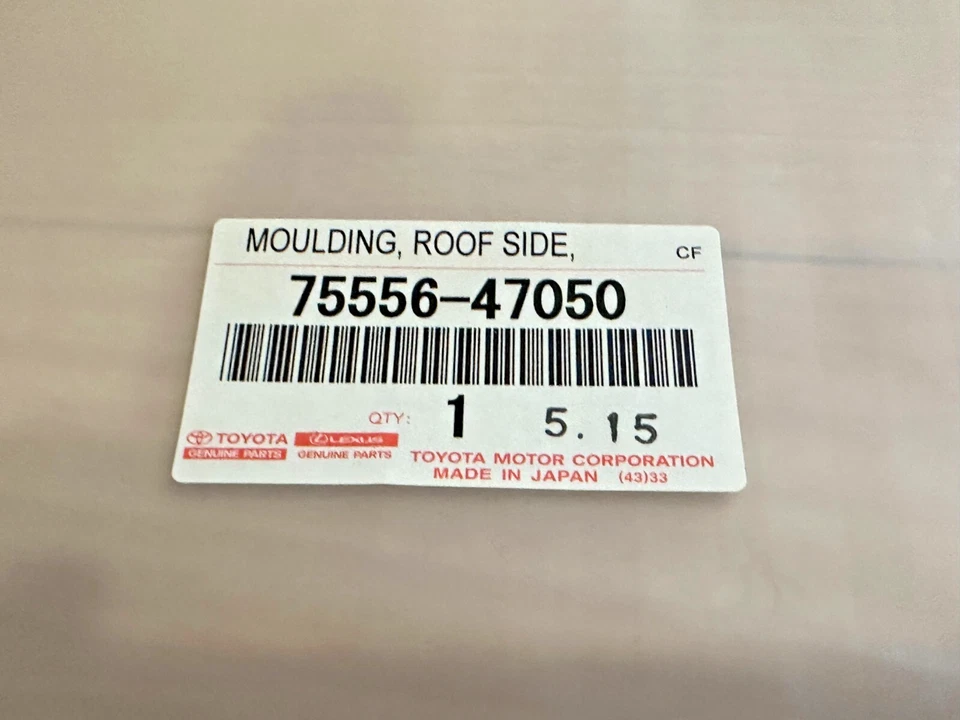 MOULDING, ROOF SIDE, CF
75556-47050
QTY: 1 5.15
TOYOTA LEXUS
GENUINE PARTS GENUINE PARTS
TOYOTA MOTOR CORPORATION
MADE IN JAPAN (43)33